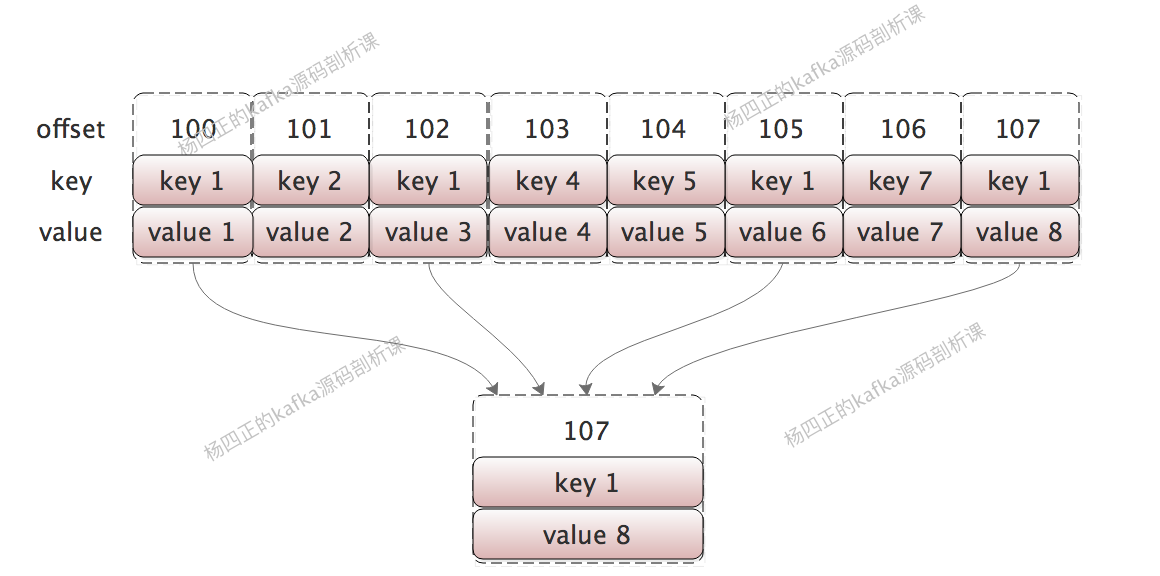 杨四正的kafka源码剖析课
杨四正的kafka源码剖析课
offset 100 101 102 103 104 105 106 107
key key 1 key 2 key 1 key 4 key 5 key 1 key 7 key 1
value value 1 value 2 value 3 value 4 value 5 value 6 value 7 value 8
杨四正的kafka源码剖析课
杨四正的kafka源码剖析课
107
key 1
value 8